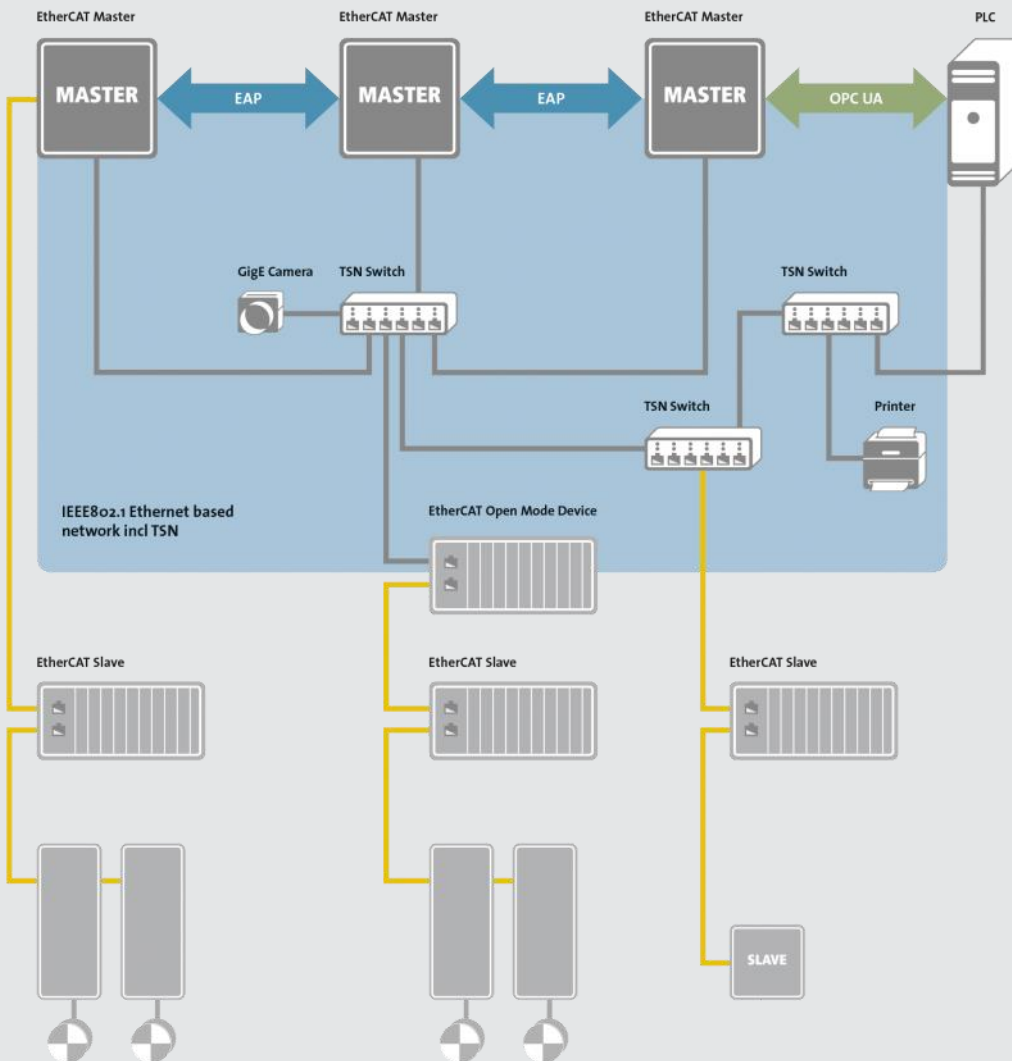 EtherCAT Master
EtherCAT Master
EtherCAT Master
PLC
MASTER
EAP
MASTER
EAP
MASTER
OPC UA
GigE Camera
TSN Switch
TSN Switch
TSN Switch
Printer
IEEE802.1 Ethernet based
network incl TSN
EtherCAT Open Mode Device
EtherCAT Slave
EtherCAT Slave
EtherCAT Slave
SLAVE